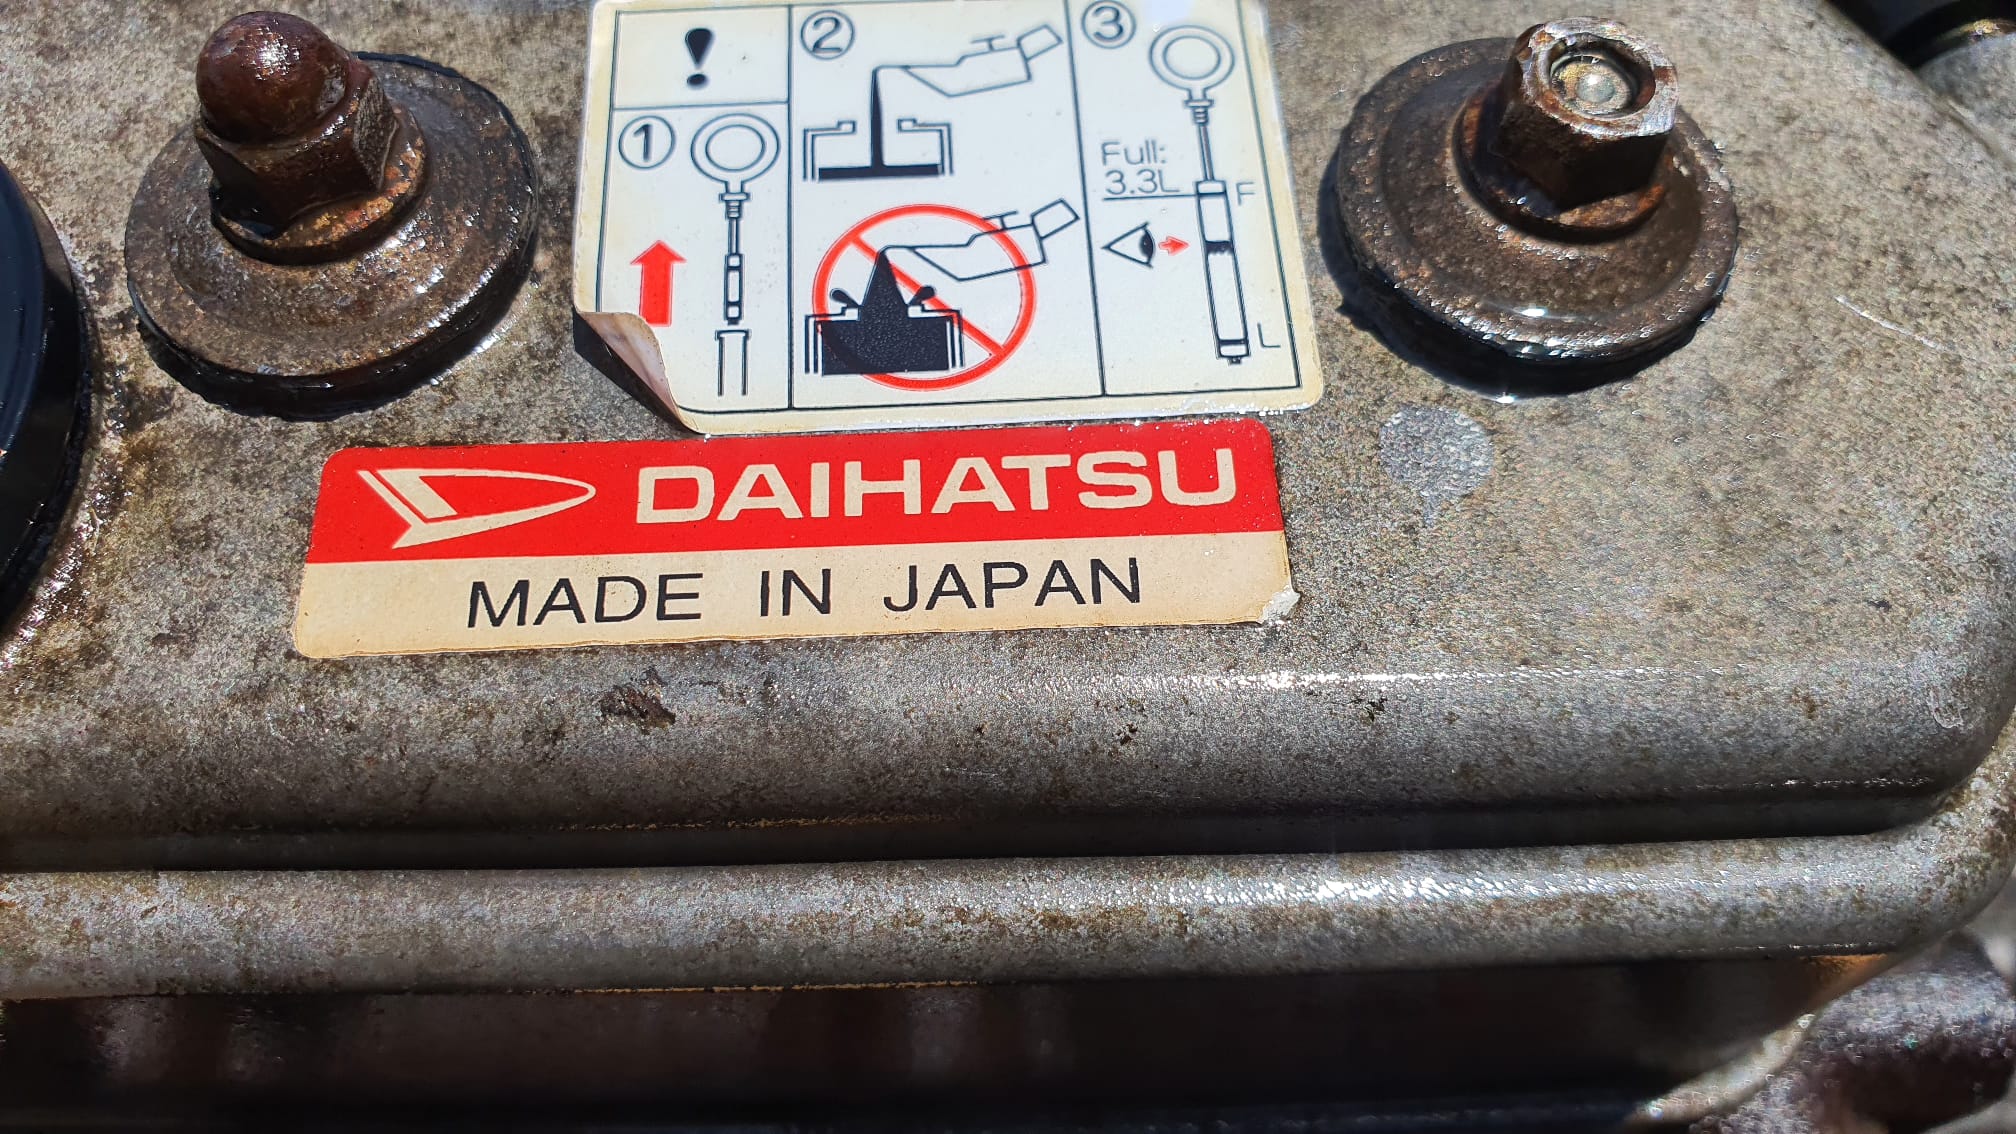 !
①
②
③
Full:
3.3L
F
L
DAIHATSU
MADE IN JAPAN